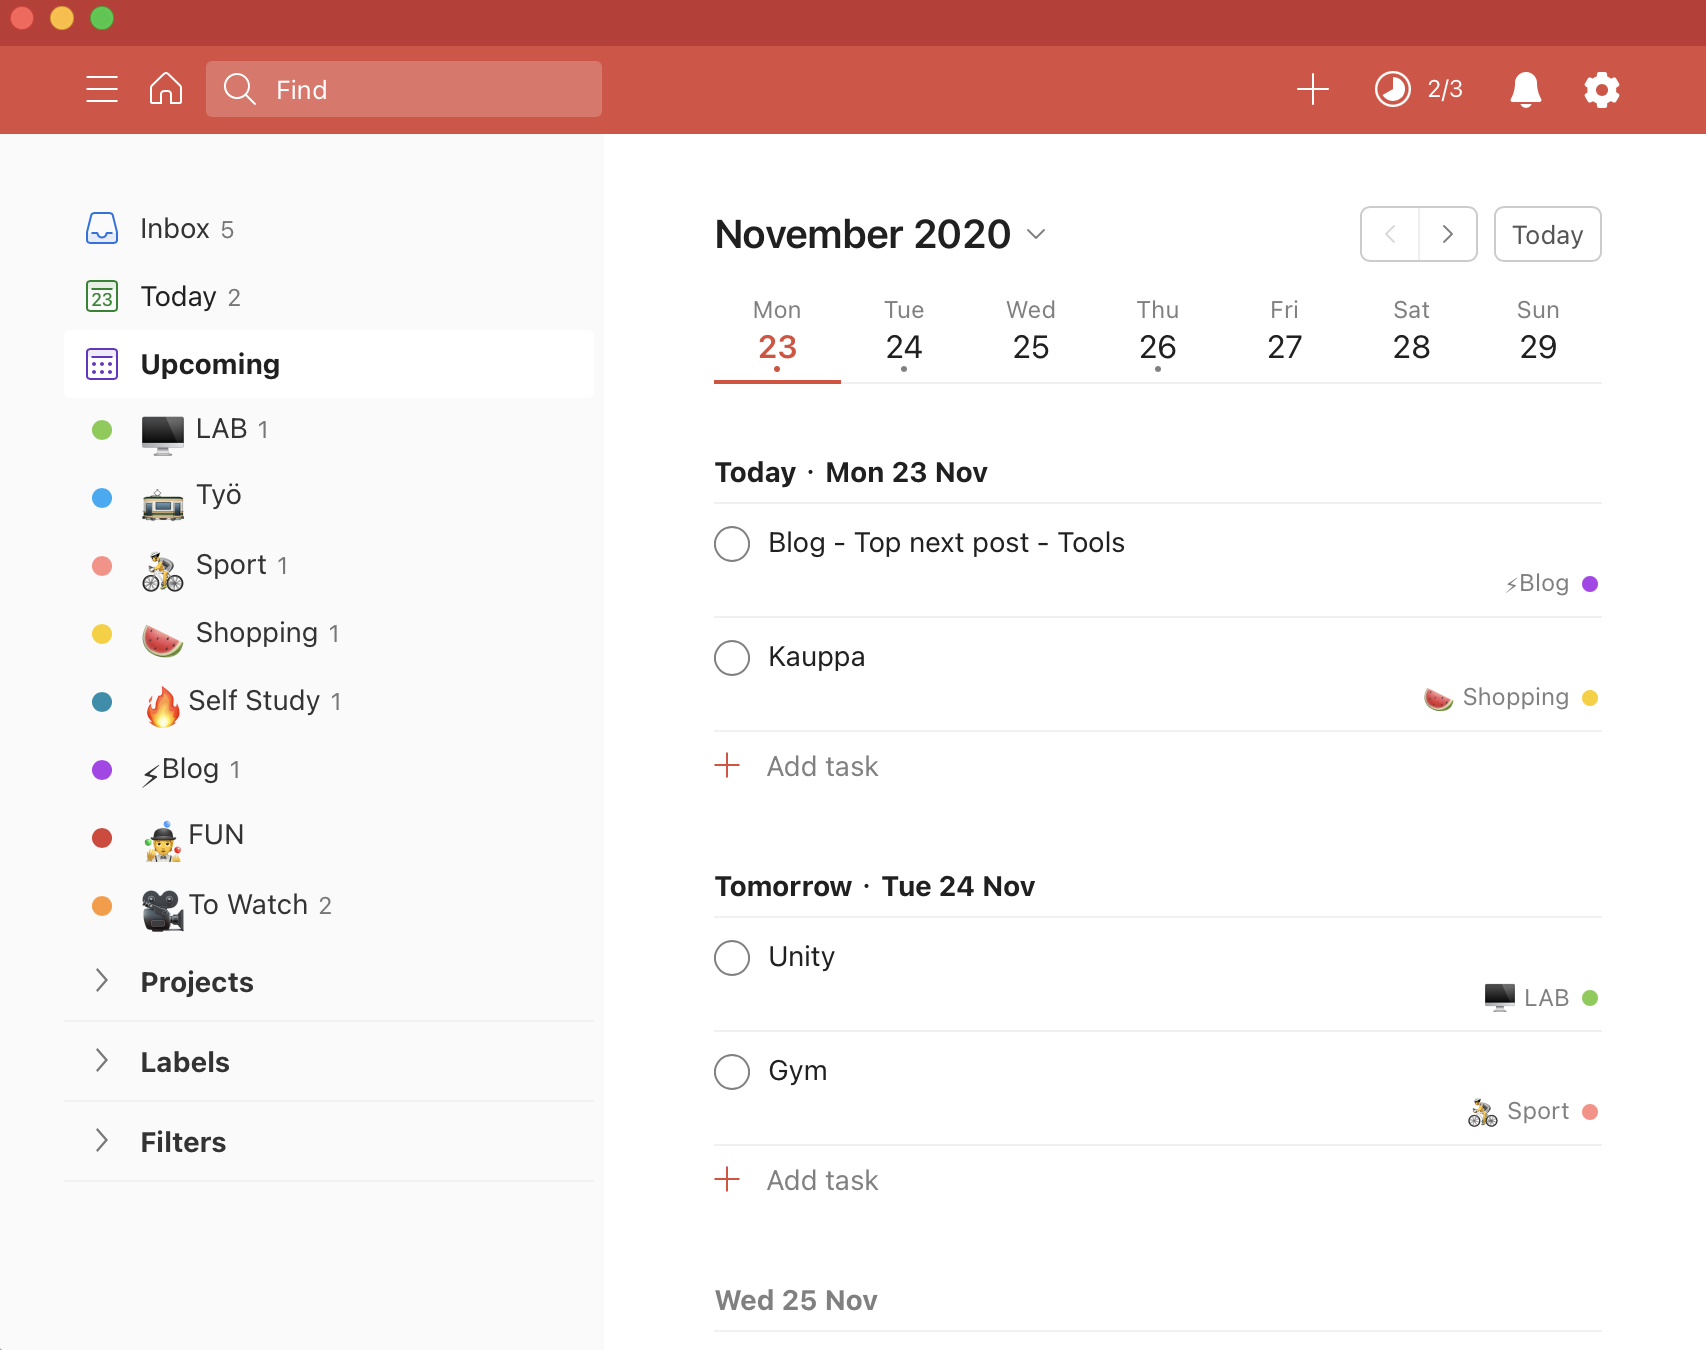 Find
2/3
Inbox 5
23 Today 2
Upcoming
LAB 1
Työ
Sport 1
Shopping 1
Self Study 1
⚡Blog 1
FUN
To Watch 2
Projects
Labels
Filters
November 2020
Today
Mon Tue Wed Thu Fri Sat Sun
23 24 25 26 27 28 29
Today · Mon 23 Nov
Blog - Top next post - Tools
⚡Blog
Kauppa
Shopping
Add task
Tomorrow · Tue 24 Nov
Unity
LAB
Gym
Sport
Add task
Wed 25 Nov